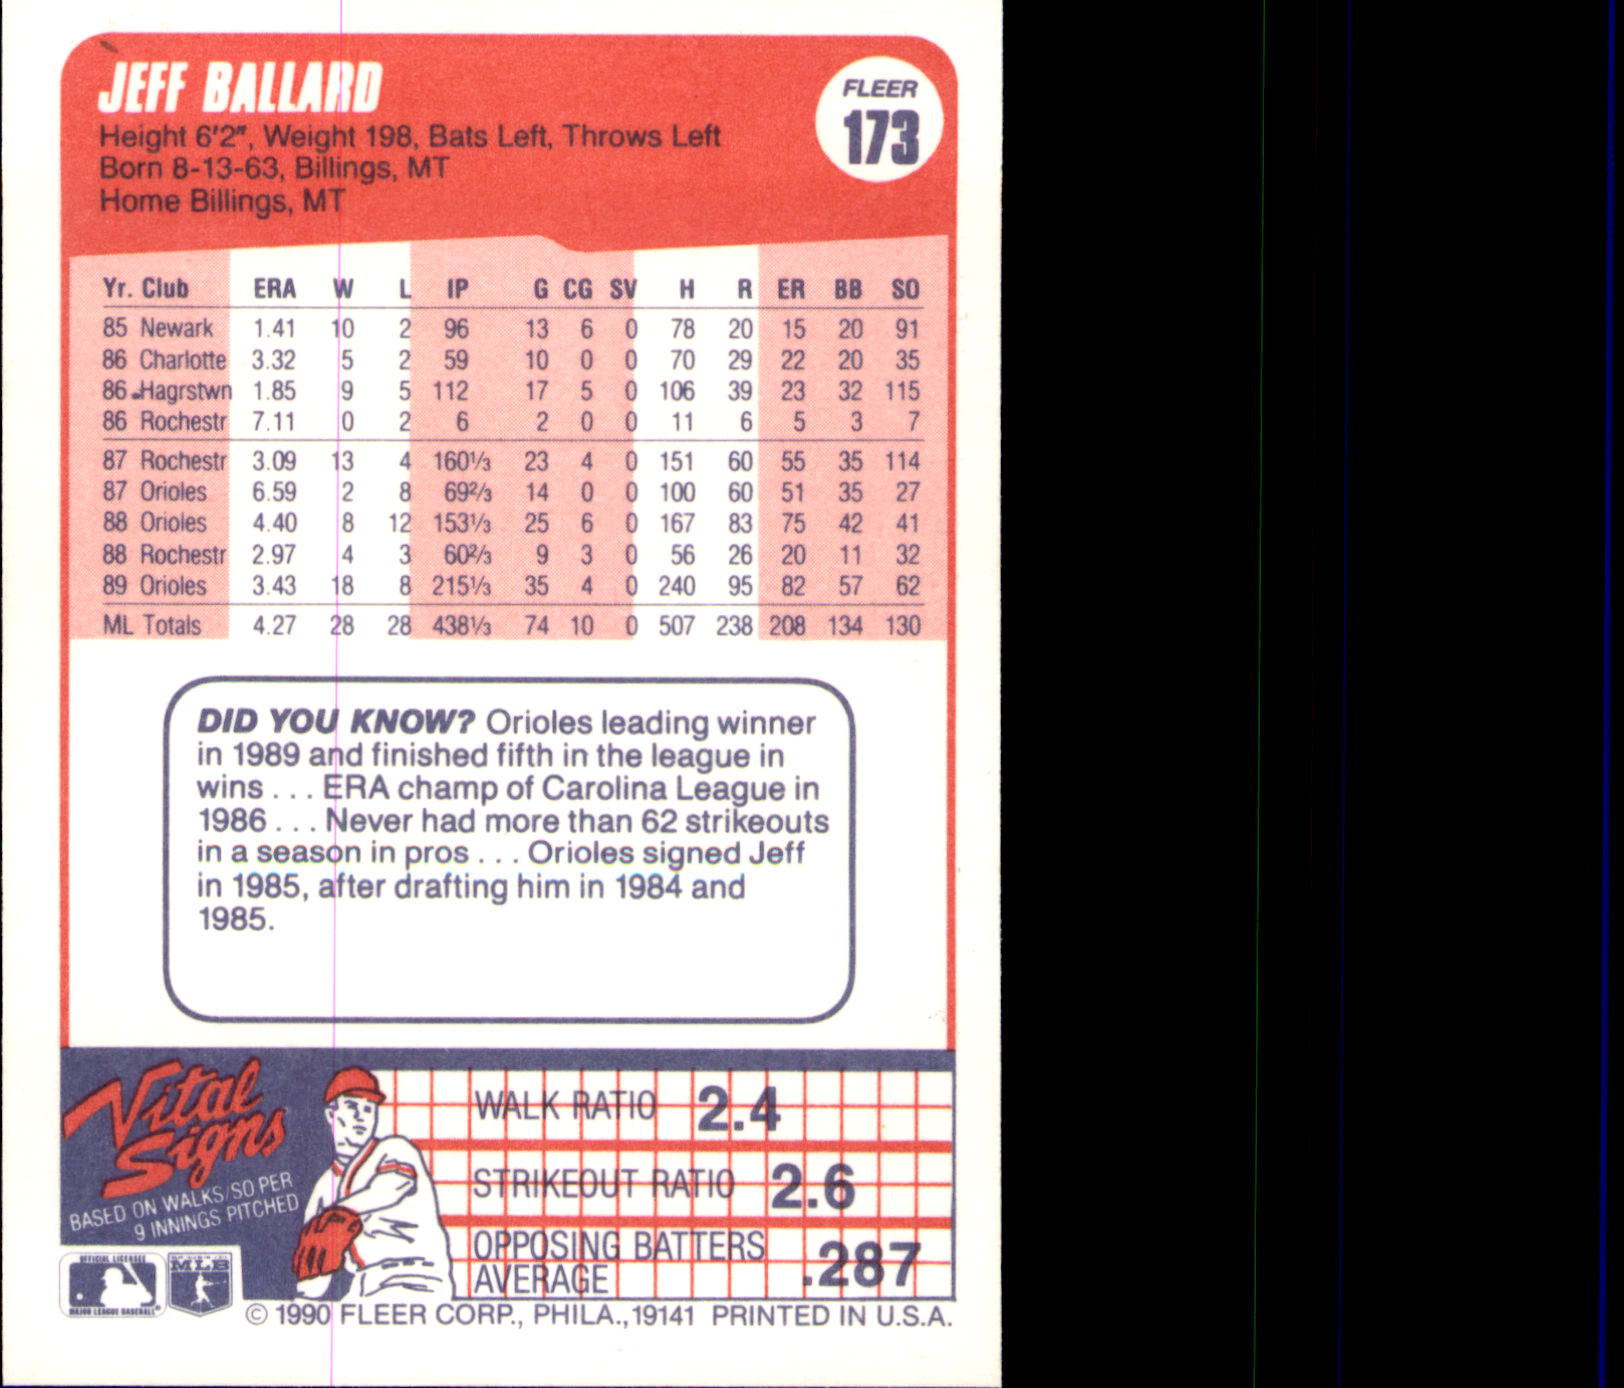 JEFF BALLARD
Height 6'2", Weight 198, Bats Left, Throws Left
Born 8-13-63, Billings, MT
Home Billings, MT
FLEER
173
Yr. Club ERA W L IP G CG SV H R ER BB SO
85 Newark 1.41 10 2 96 13 6 0 78 20 15 20 91
86 Charlotte 3.32 5 2 59 10 0 0 70 29 22 20 35
86 Hagrstwn 1.85 9 5 112 17 5 0 106 39 23 32 115
86 Rochestr 7.11 0 2 6 2 0 0 11 6 5 3 7
87 Rochestr 3.09 13 4 160⅓ 23 4 0 151 60 55 35 114
87 Orioles 6.59 2 8 69⅔ 14 0 0 100 60 51 35 27
88 Orioles 4.40 8 12 153⅓ 25 6 0 167 83 75 42 41
88 Rochestr 2.97 4 3 60⅔ 9 3 0 56 26 20 11 32
89 Orioles 3.43 18 8 215⅓ 35 4 0 240 95 82 57 62
ML Totals 4.27 28 28 438⅓ 74 10 0 507 238 208 134 130
DID YOU KNOW? Orioles leading winner
in 1989 and finished fifth in the league in
wins . . . ERA champ of Carolina League in
1986 . . . Never had more than 62 strikeouts
in a season in pros . . . Orioles signed Jeff
in 1985, after drafting him in 1984 and
1985.
Vital
Signs
BASED ON WALKS/SO PER
9 INNINGS PITCHED
WALK RATIO 2.4
STRIKEOUT RATIO 2.6
OPPOSING BATTERS
AVERAGE .287
OFFICIAL LICENSEE
MAJOR LEAGUE BASEBALL
MLB
© 1990 FLEER CORP., PHILA., 19141 PRINTED IN U.S.A.